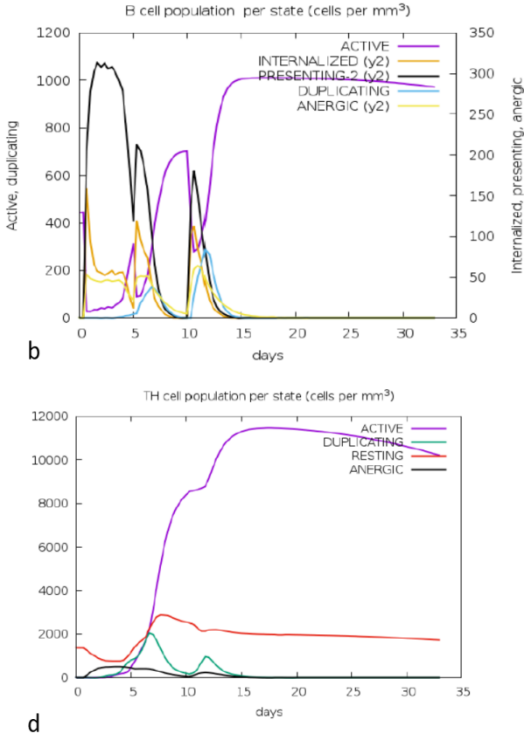 B cell population per state (cells per mm³)
1200
1000
800
600
400
200
0
350
300
250
200
150
100
50
0
Active, duplicating
Internalized, presenting, anergic
ACTIVE
INTERNALIZED (y2)
PRESENTING-2 (y2)
DUPLICATING
ANERGIC (y2)
0 5 10 15 20 25 30 35
days
b
TH cell population per state (cells per mm³)
12000
10000
8000
6000
4000
2000
0
ACTIVE
DUPLICATING
RESTING
ANERGIC
0 5 10 15 20 25 30 35
days
d